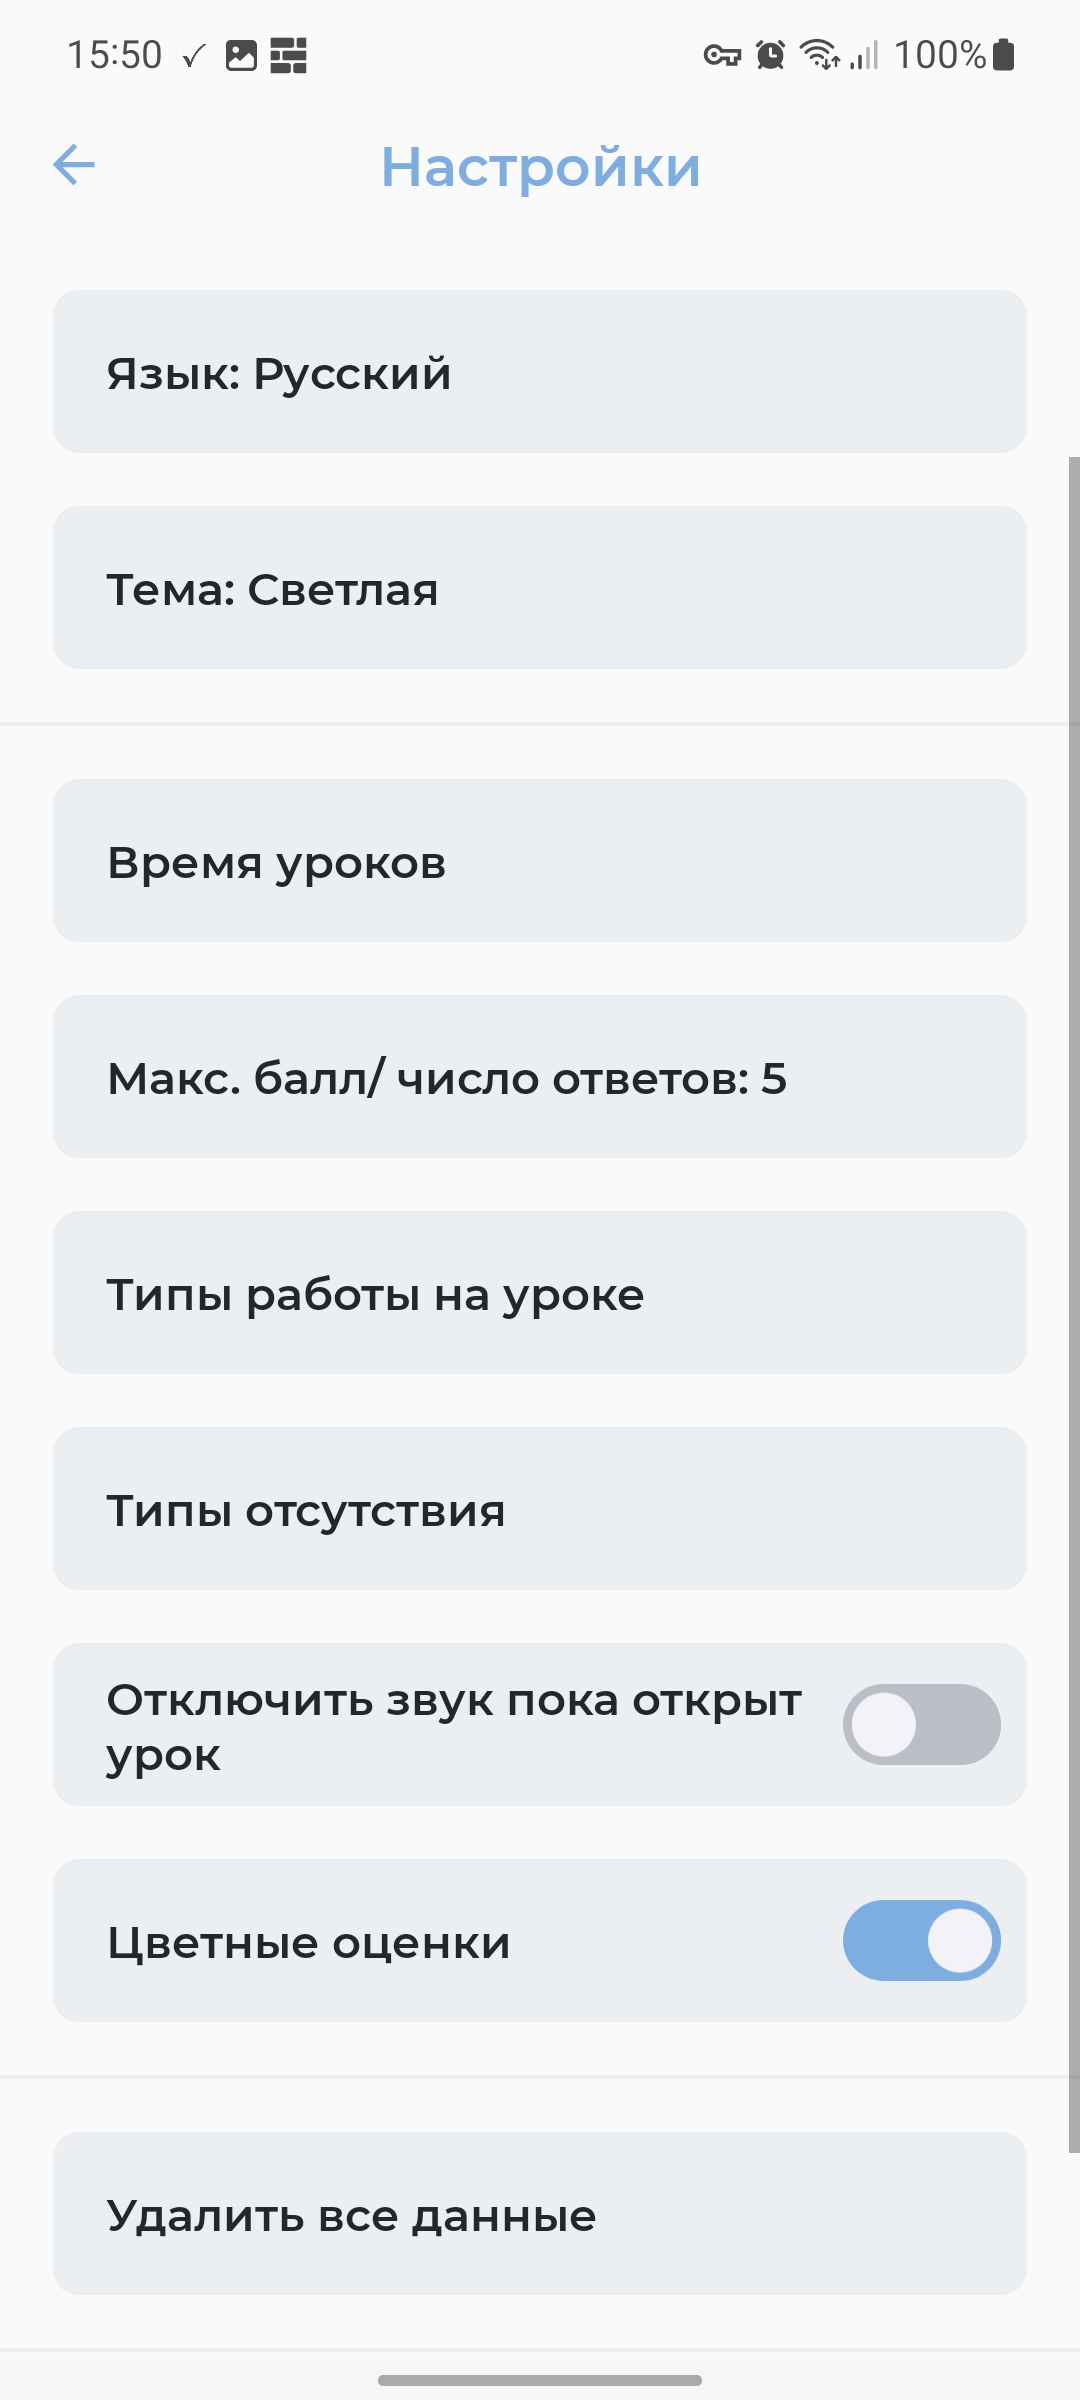 15:50
100%
Настройки
Язык: Русский
Тема: Светлая
Время уроков
Макс. балл/ число ответов: 5
Типы работы на уроке
Типы отсутствия
Отключить звук пока открыт
урок
Цветные оценки
Удалить все данные